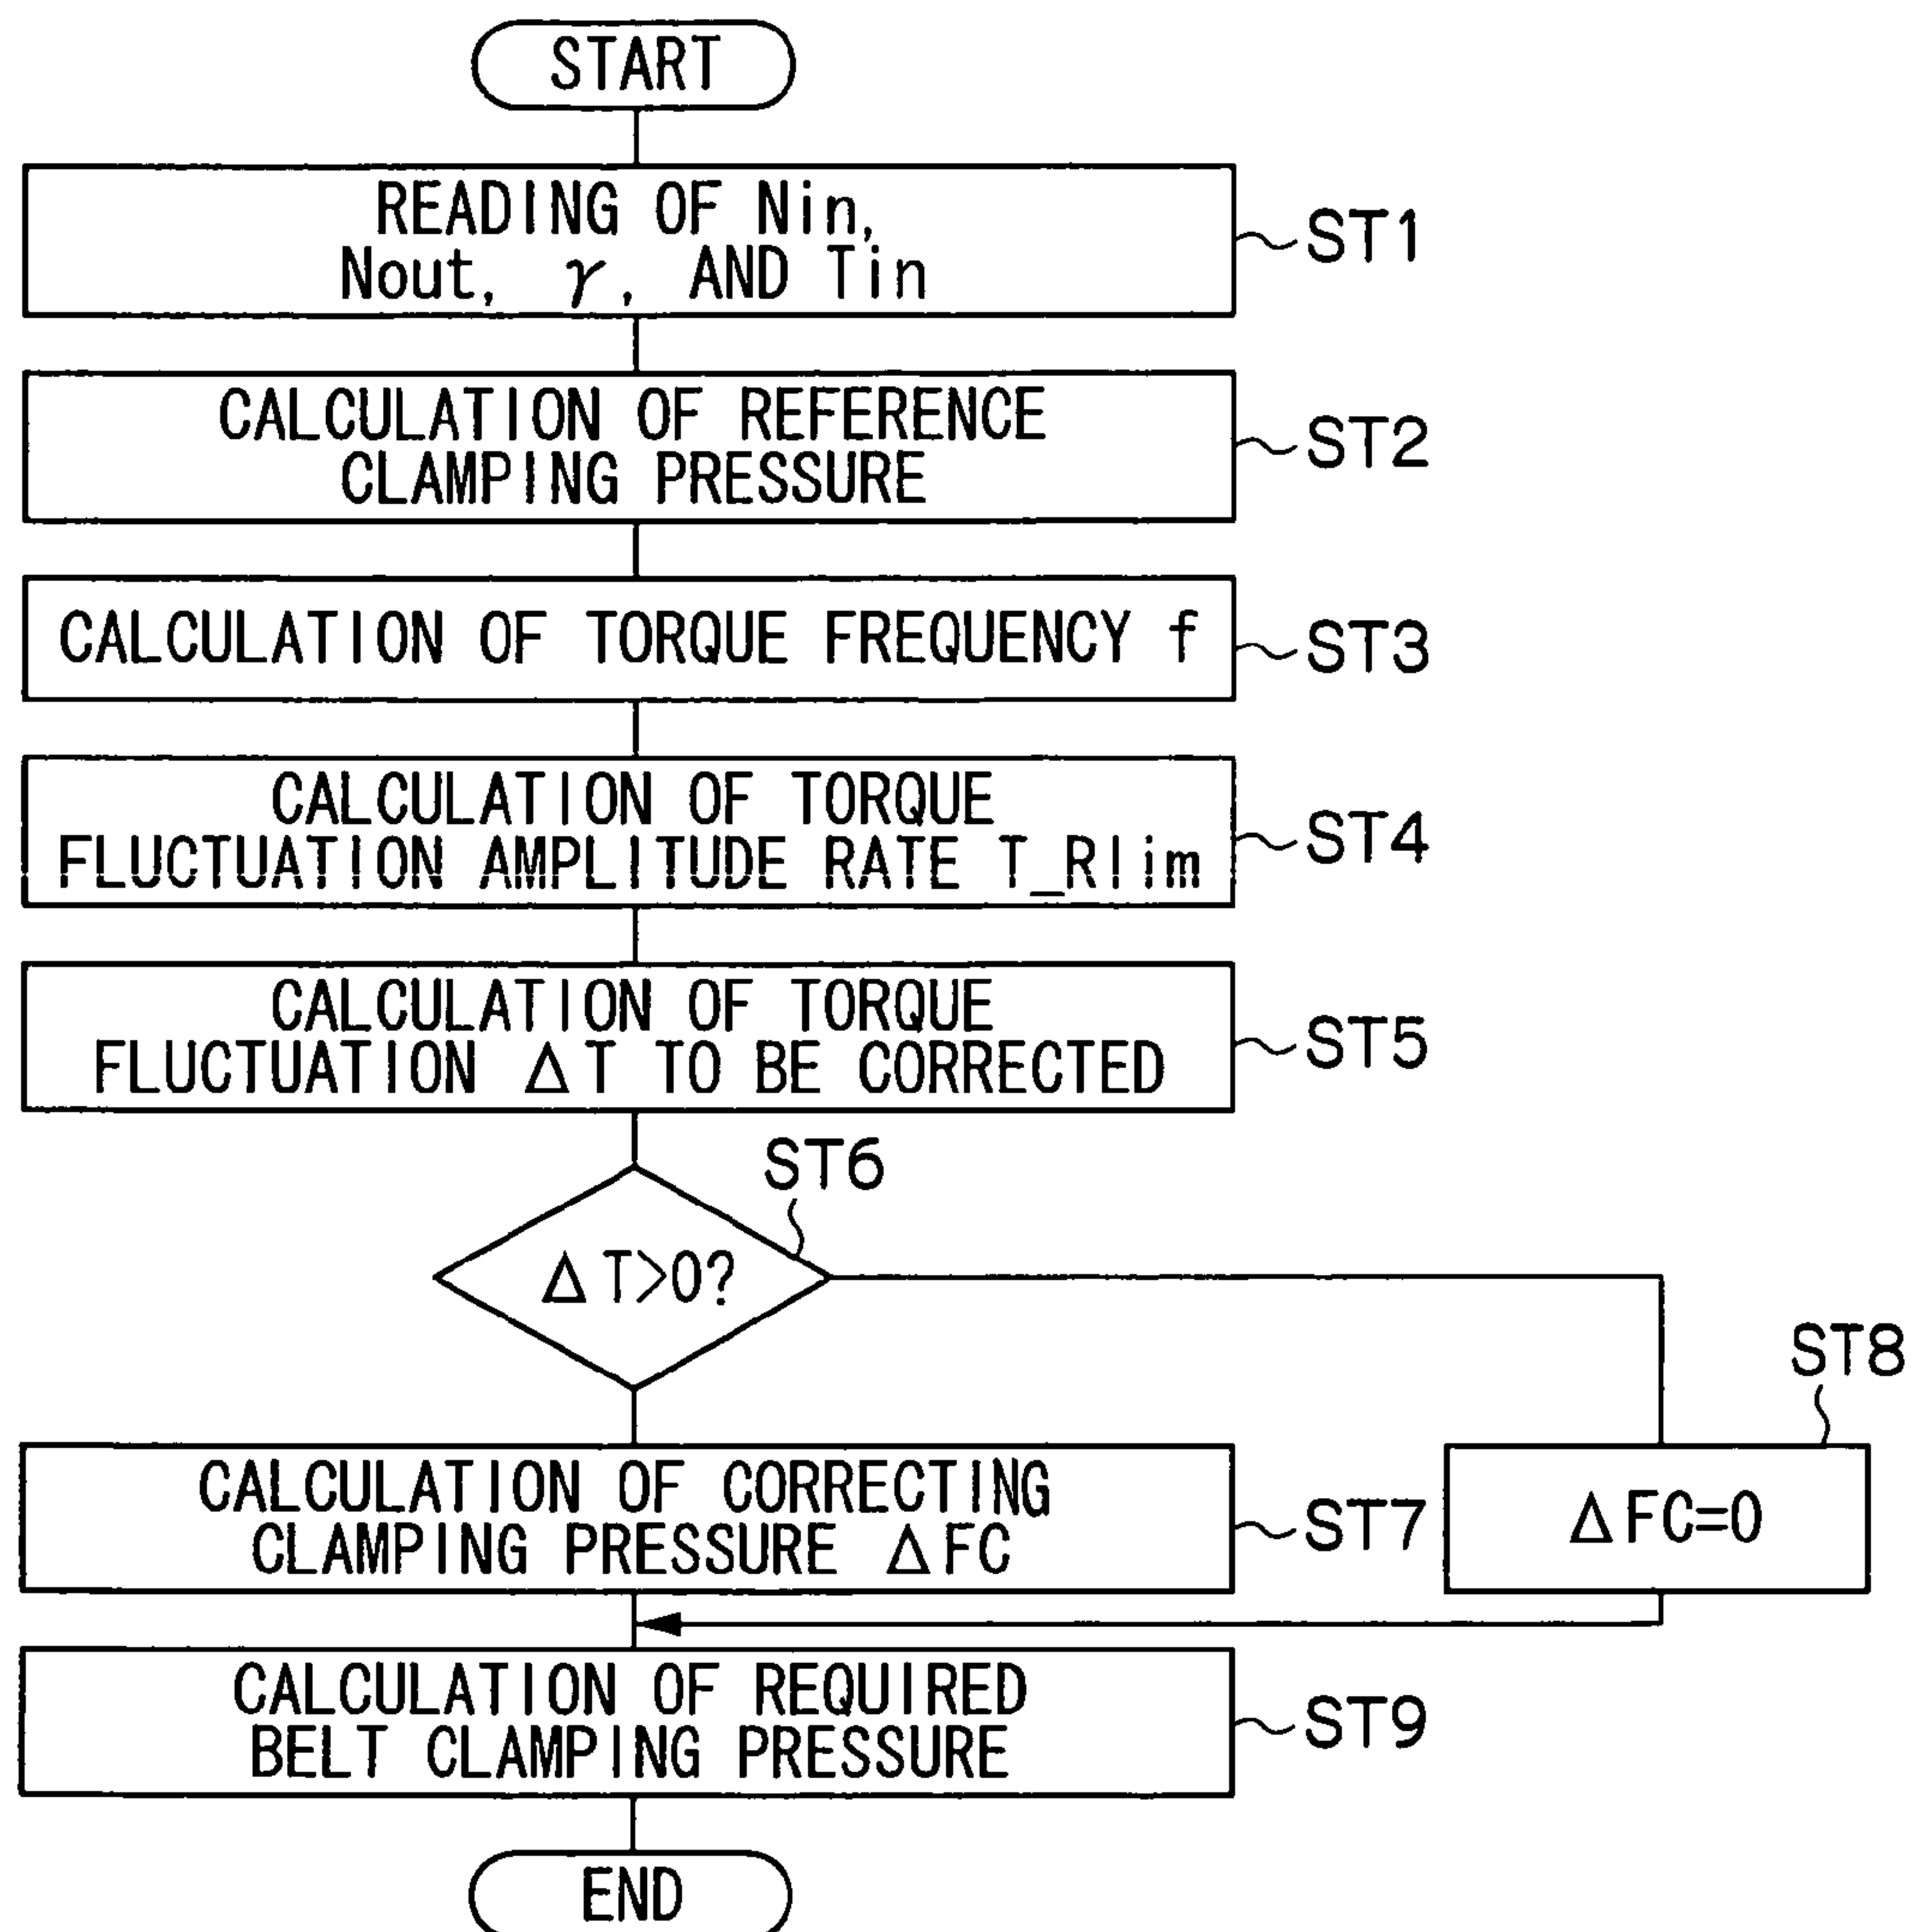 START
READING OF Nin,
Nout, γ, AND Tin
ST1
CALCULATION OF REFERENCE
CLAMPING PRESSURE
ST2
CALCULATION OF TORQUE FREQUENCY f
ST3
CALCULATION OF TORQUE
FLUCTUATION AMPLITUDE RATE T_Rlim
ST4
CALCULATION OF TORQUE
FLUCTUATION ΔT TO BE CORRECTED
ST5
ST6
ΔT>0?
ST8
CALCULATION OF CORRECTING
CLAMPING PRESSURE ΔFC
ST7
ΔFC=0
CALCULATION OF REQUIRED
BELT CLAMPING PRESSURE
ST9
END